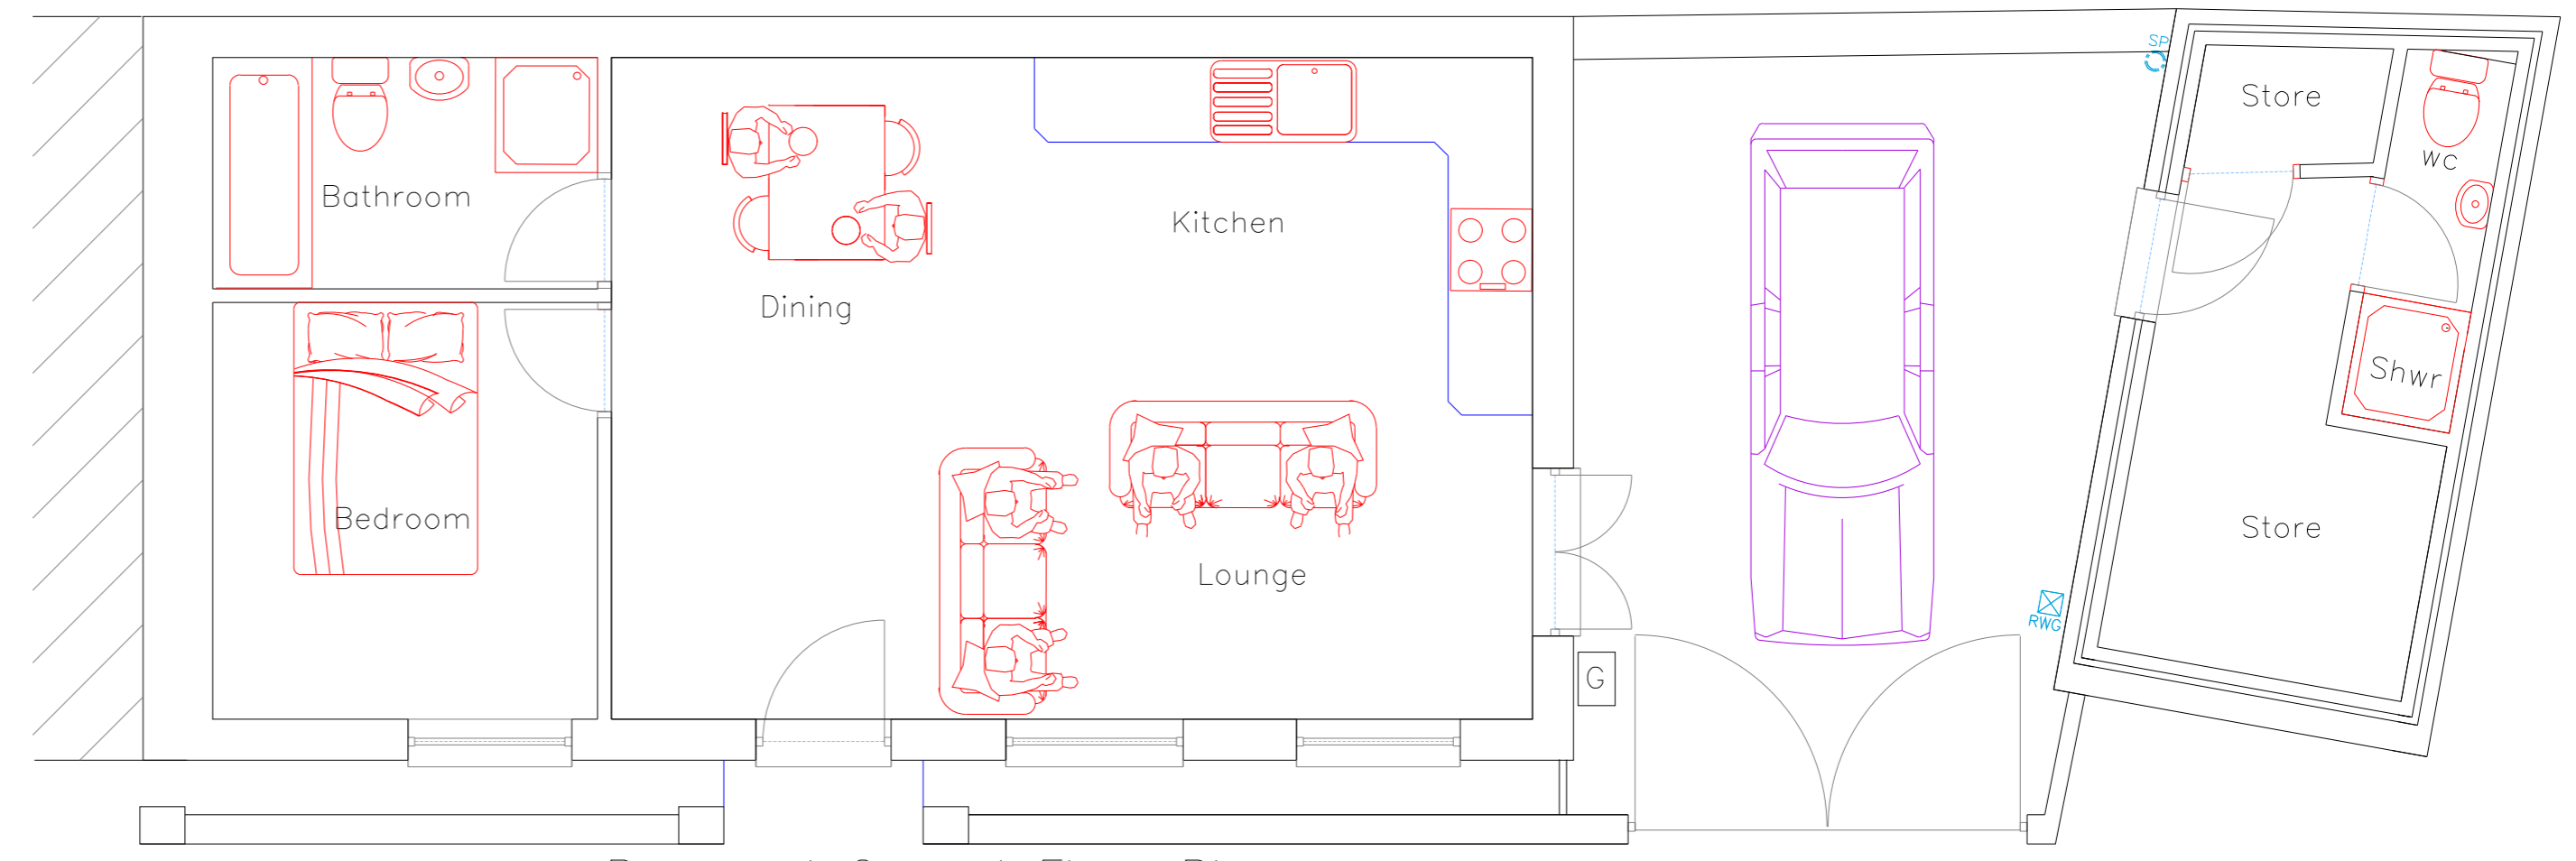 SP
Store
WC
Bathroom
Kitchen
Dining
Shwr
Bedroom
Store
Lounge
RWG
G